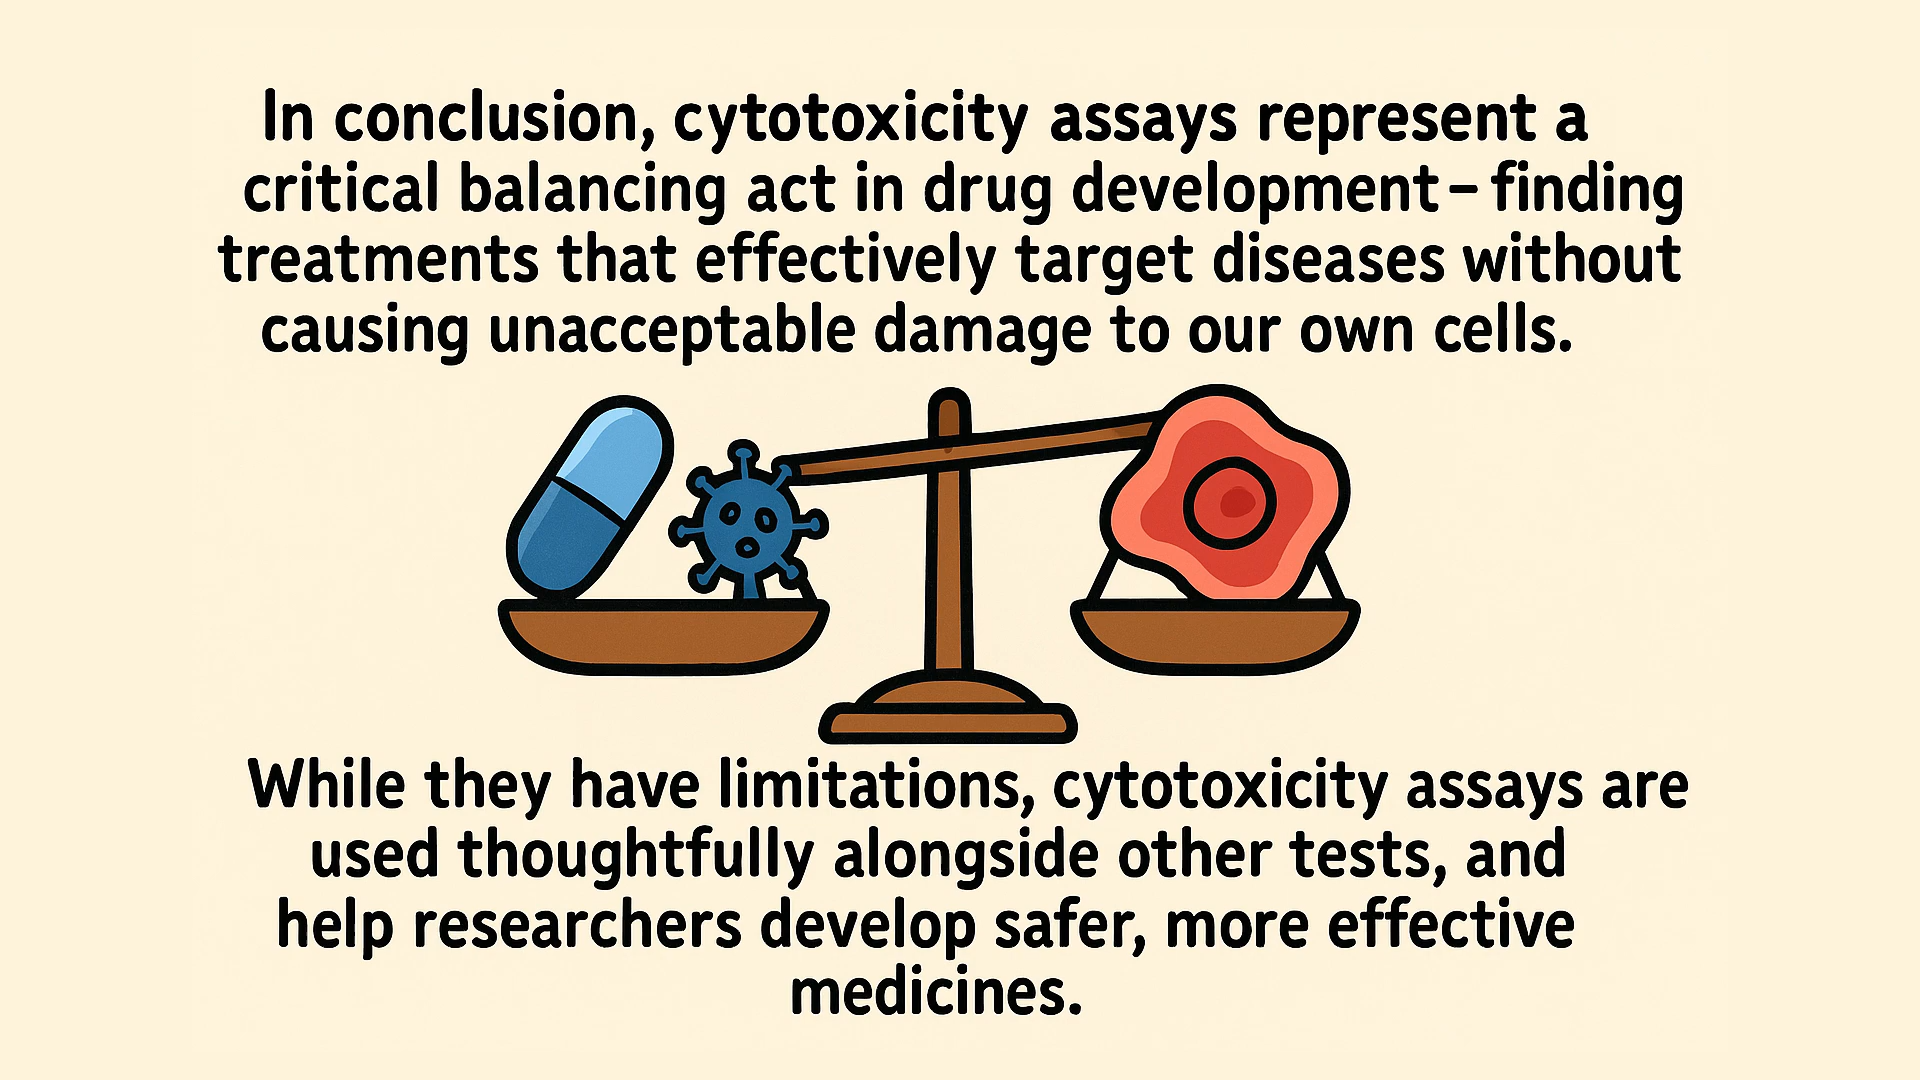 In conclusion, cytotoxicity assays represent a
critical balancing act in drug development – finding
treatments that effectively target diseases without
causing unacceptable damage to our own cells.
While they have limitations, cytotoxicity assays are
used thoughtfully alongside other tests, and
help researchers develop safer, more effective
medicines.